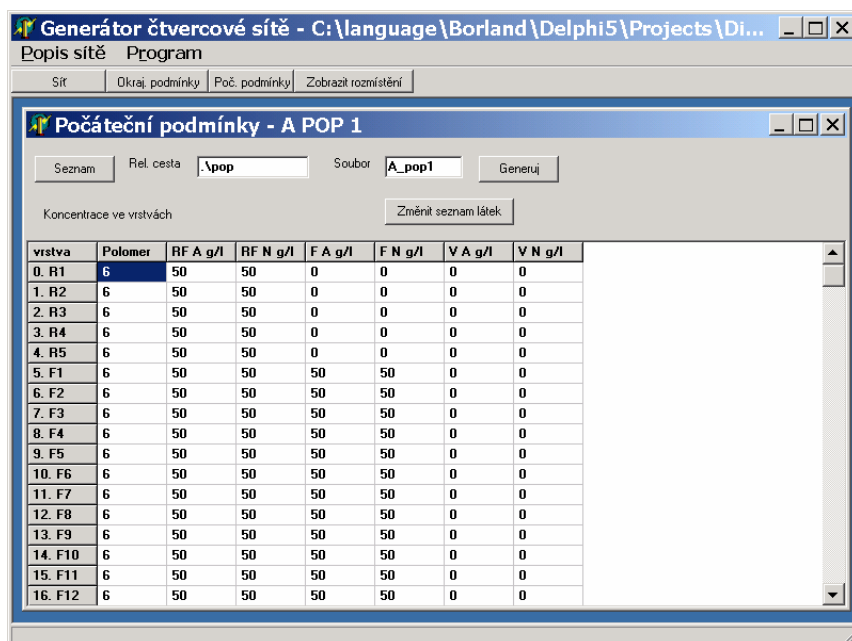 Generátor čtvercové sítě - C:\language\Borland\Delphi5\Projects\Di...
Popis sítě Program
Síť Okraj. podmínky Poč. podmínky Zobrazit rozmístění
Počáteční podmínky - A POP 1
Seznam Rel. cesta .\pop Soubor A_pop1 Generuj
Koncentrace ve vrstvách Změnit seznam látek
vrstva Polomer RF A g/l RF N g/l F A g/l F N g/l V A g/l V N g/l
0. R1 6 50 50 0 0 0 0
1. R2 6 50 50 0 0 0 0
2. R3 6 50 50 0 0 0 0
3. R4 6 50 50 0 0 0 0
4. R5 6 50 50 0 0 0 0
5. F1 6 50 50 50 50 0 0
6. F2 6 50 50 50 50 0 0
7. F3 6 50 50 50 50 0 0
8. F4 6 50 50 50 50 0 0
9. F5 6 50 50 50 50 0 0
10. F6 6 50 50 50 50 0 0
11. F7 6 50 50 50 50 0 0
12. F8 6 50 50 50 50 0 0
13. F9 6 50 50 50 50 0 0
14. F10 6 50 50 50 50 0 0
15. F11 6 50 50 50 50 0 0
16. F12 6 50 50 50 50 0 0